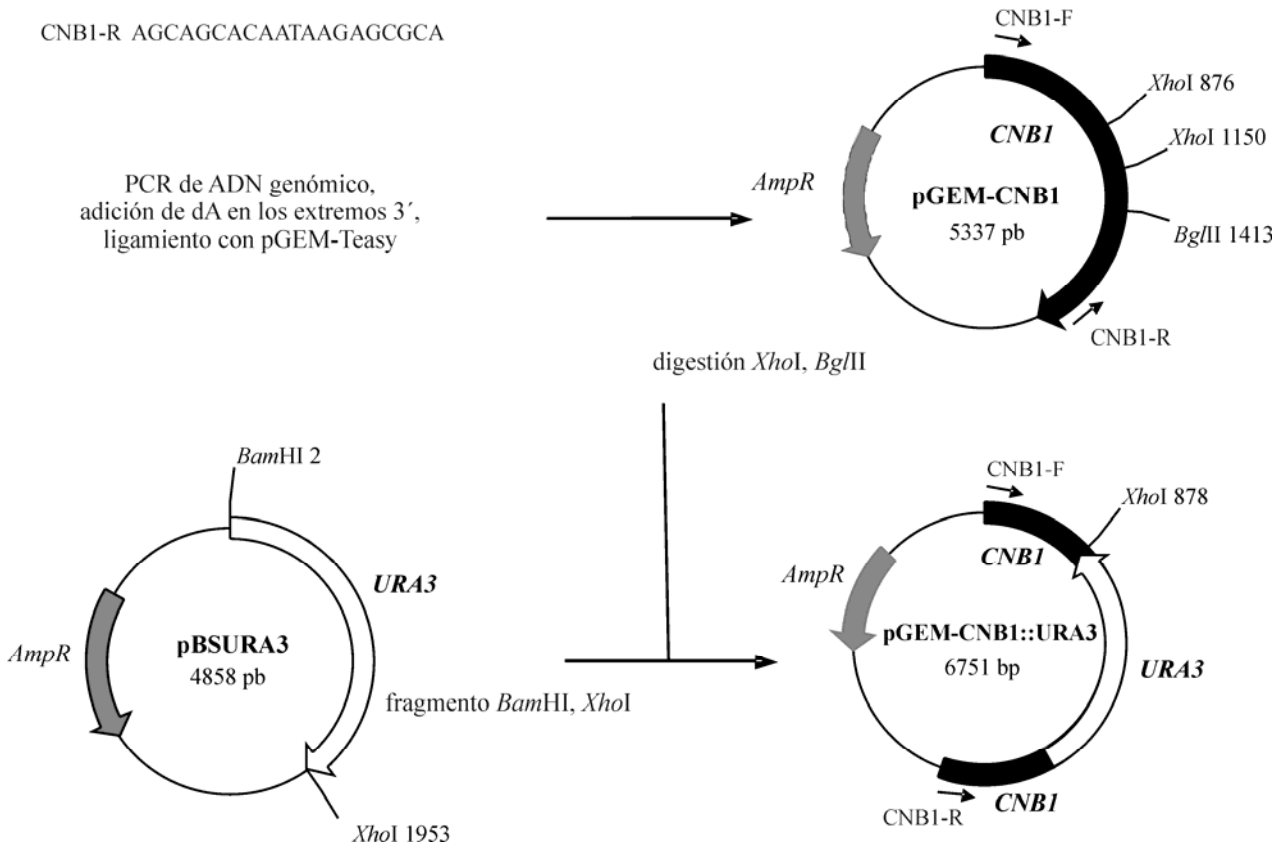 CNB1-R AGCAGCACAATAAGAGCGCA
CNB1-F
XhoI 876
CNB1
XhoI 1150
PCR de ADN genómico,
adición de dA en los extremos 3´,
ligamiento con pGEM-Teasy
AmpR
pGEM-CNB1
5337 pb
BglII 1413
CNB1-R
digestión XhoI, BglII
BamHI 2
URA3
AmpR
pBSURA3
4858 pb
fragmento BamHI, XhoI
XhoI 1953
CNB1-F
XhoI 878
CNB1
AmpR
pGEM-CNB1::URA3
6751 bp
URA3
CNB1-R
CNB1